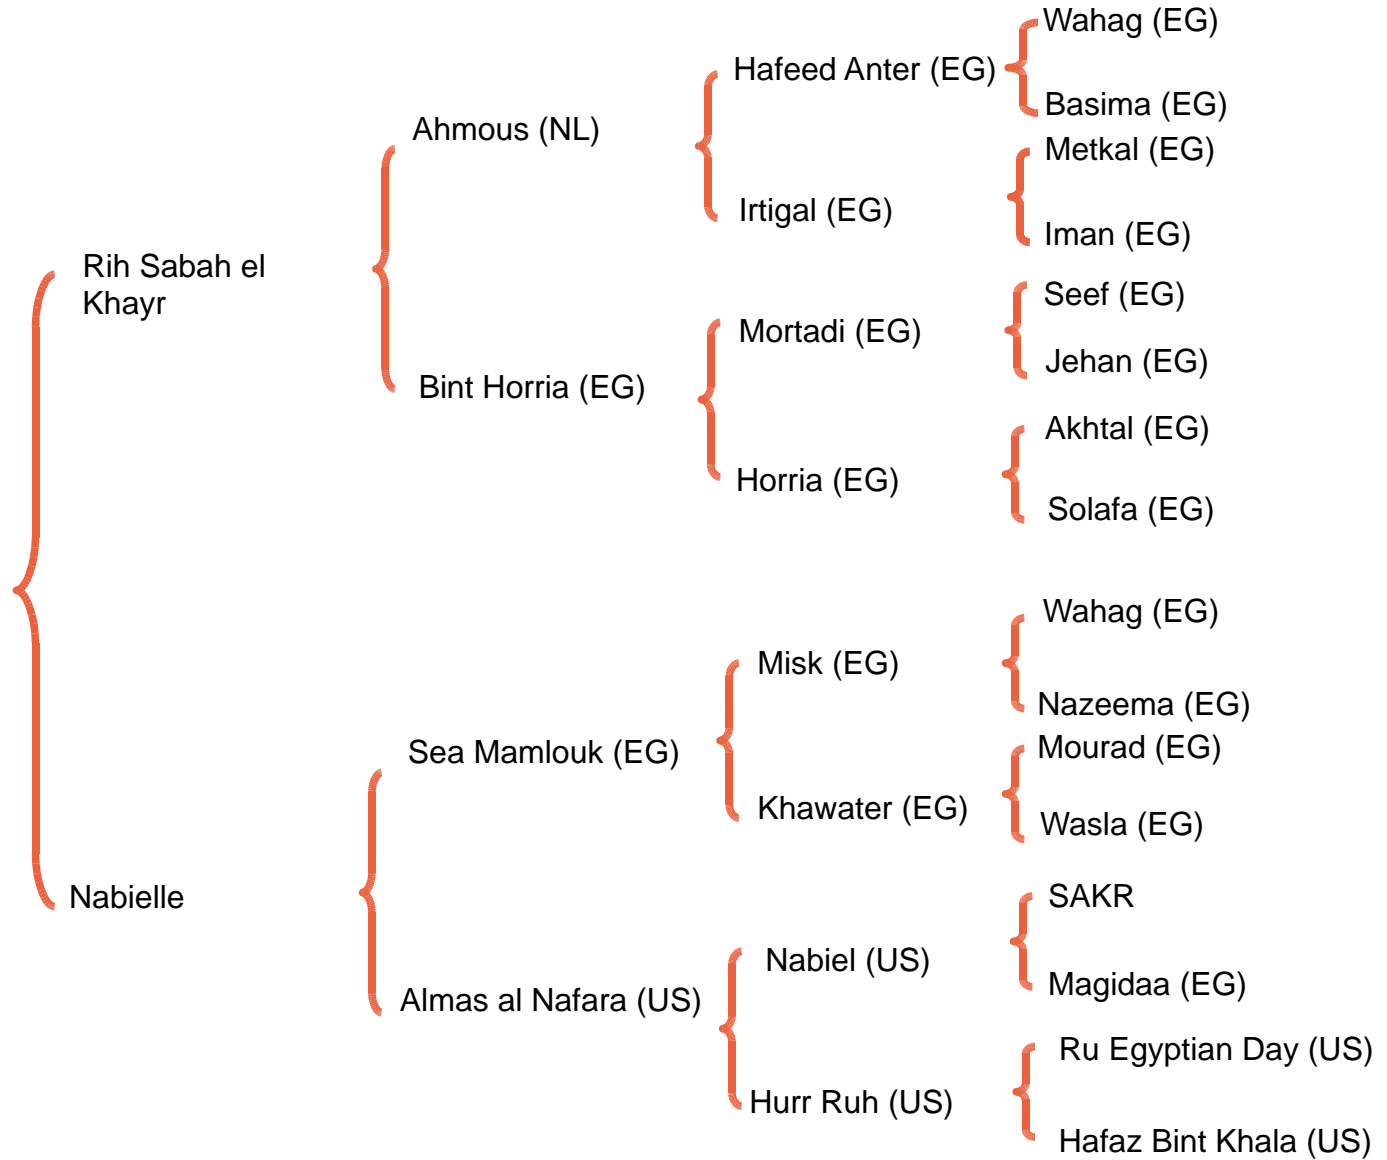 Wahag (EG)
Hafeed Anter (EG)
Basima (EG)
Ahmous (NL)
Metkal (EG)
Irtigal (EG)
Iman (EG)
Rih Sabah el
Khayr
Seef (EG)
Mortadi (EG)
Jehan (EG)
Bint Horria (EG)
Akhtal (EG)
Horria (EG)
Solafa (EG)
Wahag (EG)
Misk (EG)
Nazeema (EG)
Sea Mamlouk (EG)
Mourad (EG)
Khawater (EG)
Wasla (EG)
Nabielle
SAKR
Nabiel (US)
Magidaa (EG)
Almas al Nafara (US)
Ru Egyptian Day (US)
Hurr Ruh (US)
Hafaz Bint Khala (US)